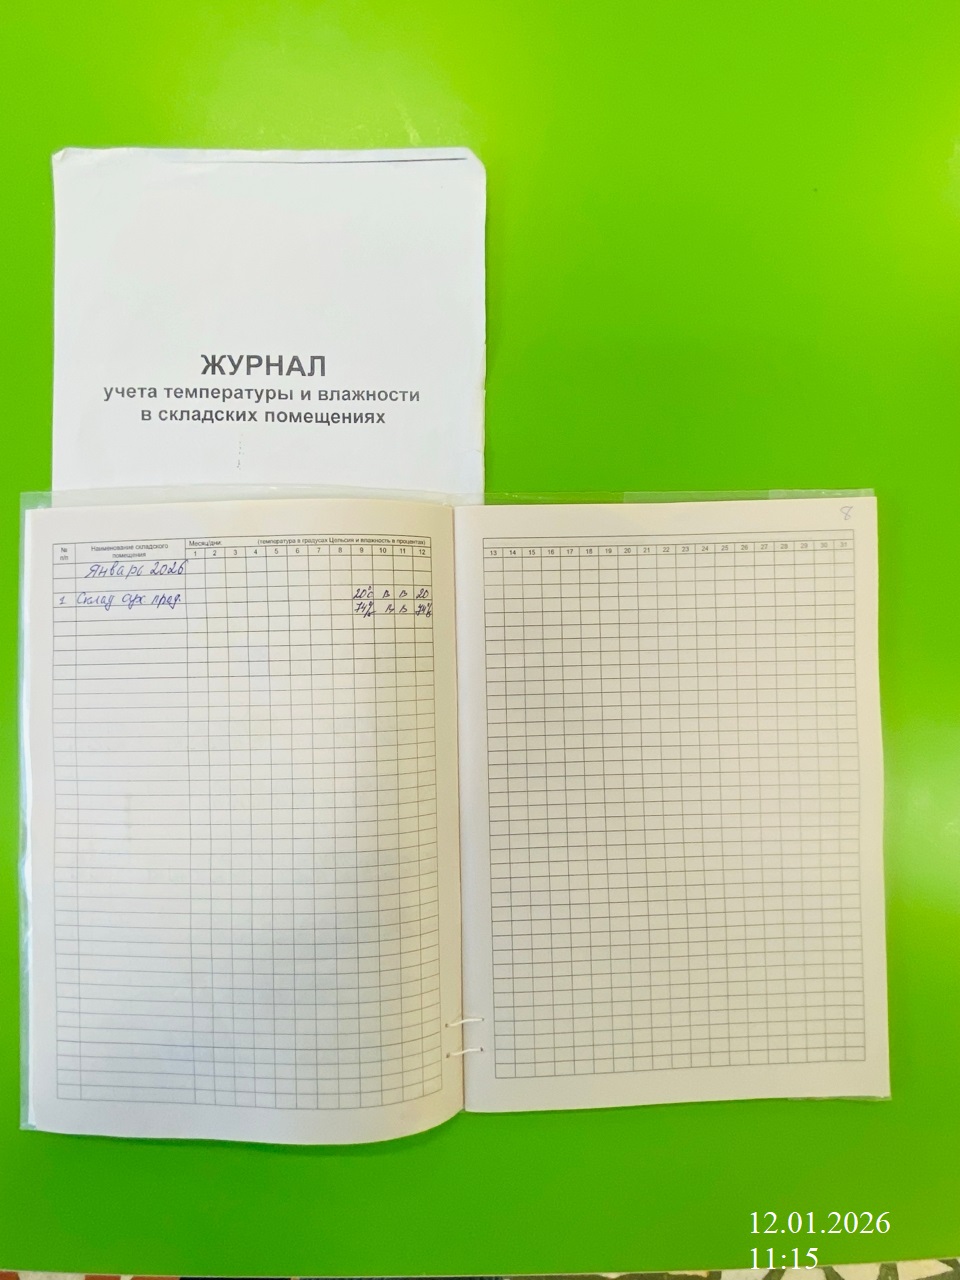 ЖУРНАЛ
учета температуры и влажности
в складских помещениях
8
№ п/п Наименование складского помещения Месяц/дни: (температура в градусах Цельсия и влажность в процентах)
1 2 3 4 5 6 7 8 9 10 11 12
13 14 15 16 17 18 19 20 21 22 23 24 25 26 27 28 29 30 31
Январь 2026
1 Склад сух прод. 20°с в в 20
74% в в 74%
12.01.2026
11:15